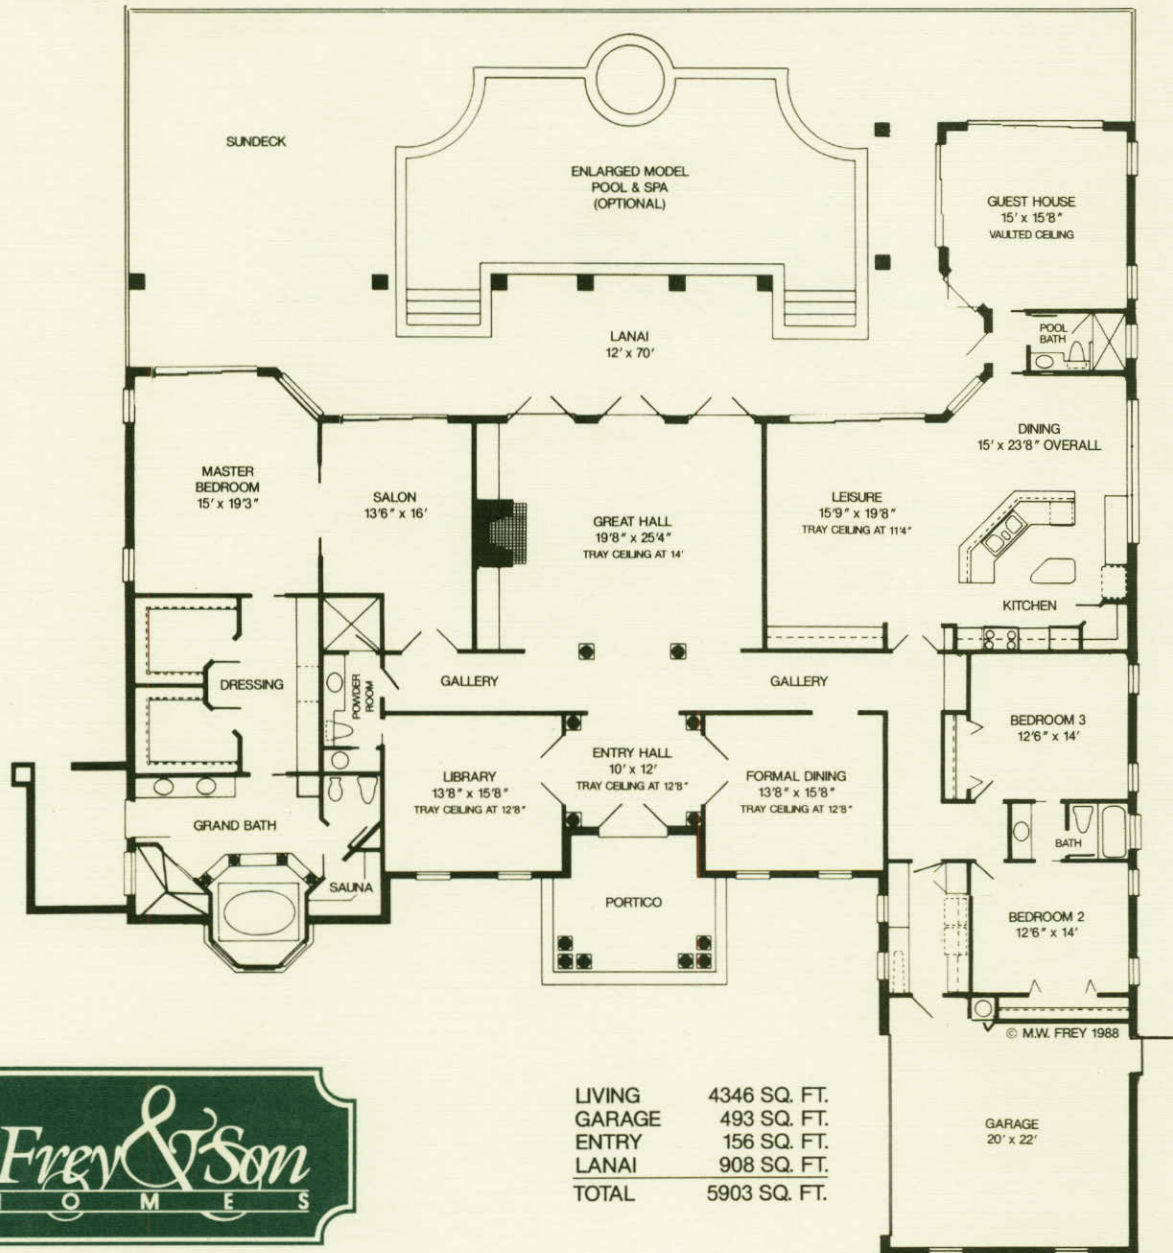 SUNDECK
ENLARGED MODEL
POOL & SPA
(OPTIONAL)
GUEST HOUSE
15' x 15'8"
VAULTED CEILING
POOL
BATH
LANAI
12' x 70'
DINING
15' x 23'8" OVERALL
MASTER
BEDROOM
15' x 19'3"
SALON
13'6" x 16'
GREAT HALL
19'8" x 25'4"
TRAY CEILING AT 14'
LEISURE
15'9" x 19'8"
TRAY CEILING AT 11'4"
KITCHEN
DRESSING
POWDER
ROOM
GALLERY
GALLERY
BEDROOM 3
12'6" x 14'
LIBRARY
13'8" x 15'8"
TRAY CEILING AT 12'8"
ENTRY HALL
10' x 12'
TRAY CEILING AT 12'8"
FORMAL DINING
13'8" x 15'8"
TRAY CEILING AT 12'8"
GRAND BATH
BATH
SAUNA
PORTICO
BEDROOM 2
12'6" x 14'
© M.W. FREY 1988
GARAGE
20' x 22'
Frey & Son
HOMES
LIVING 4346 SQ. FT.
GARAGE 493 SQ. FT.
ENTRY 156 SQ. FT.
LANAI 908 SQ. FT.
TOTAL 5903 SQ. FT.